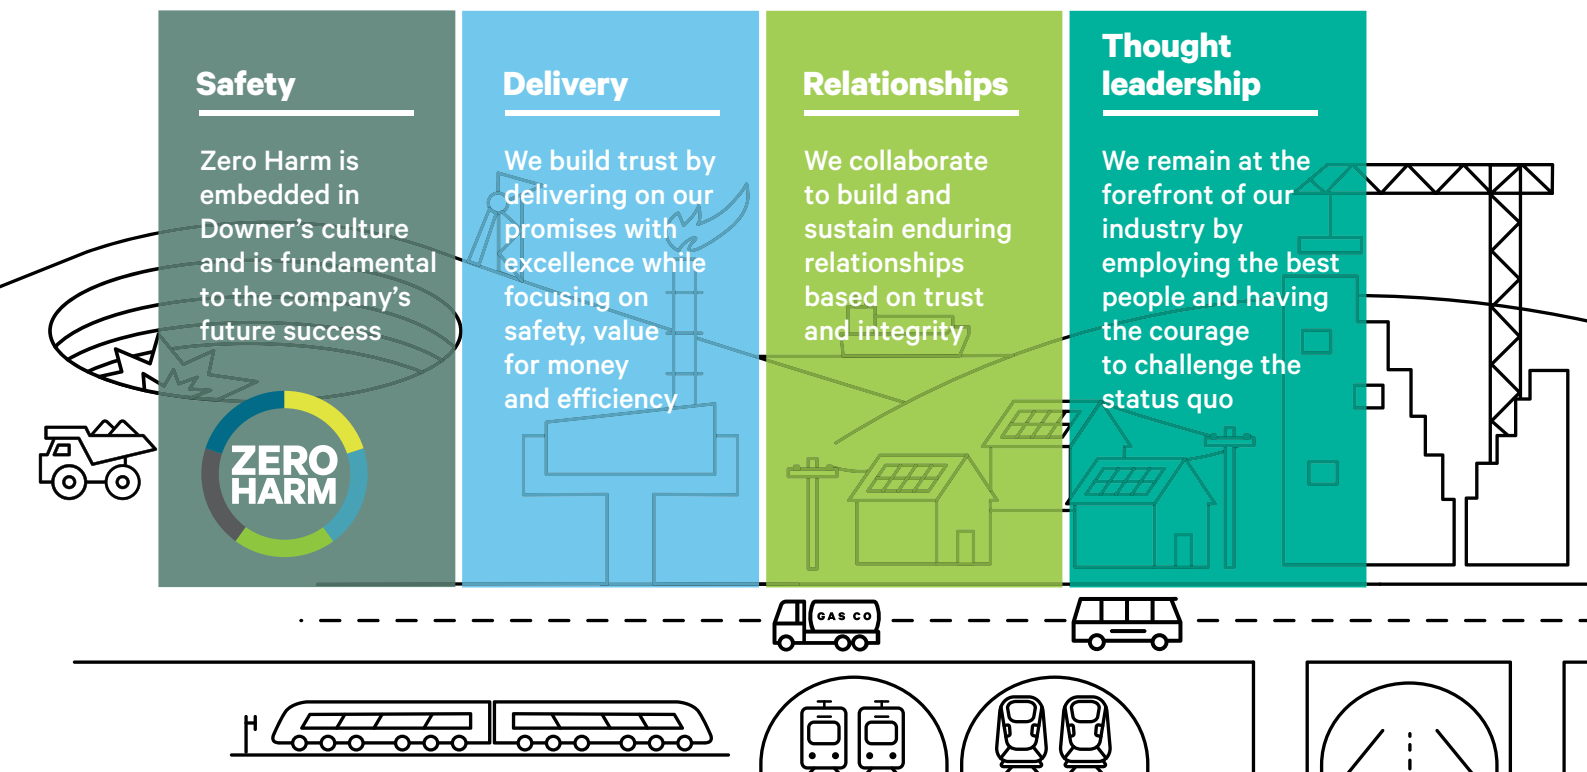 Safety
Zero Harm is
embedded in
Downer’s culture
and is fundamental
to the company’s
future success
ZERO
HARM
Delivery
We build trust by
delivering on our
promises with
excellence while
focusing on
safety, value
for money
and efficiency
Relationships
We collaborate
to build and
sustain enduring
relationships
based on trust
and integrity
Thought
leadership
We remain at the
forefront of our
industry by
employing the best
people and having
the courage
to challenge the
status quo
GAS CO